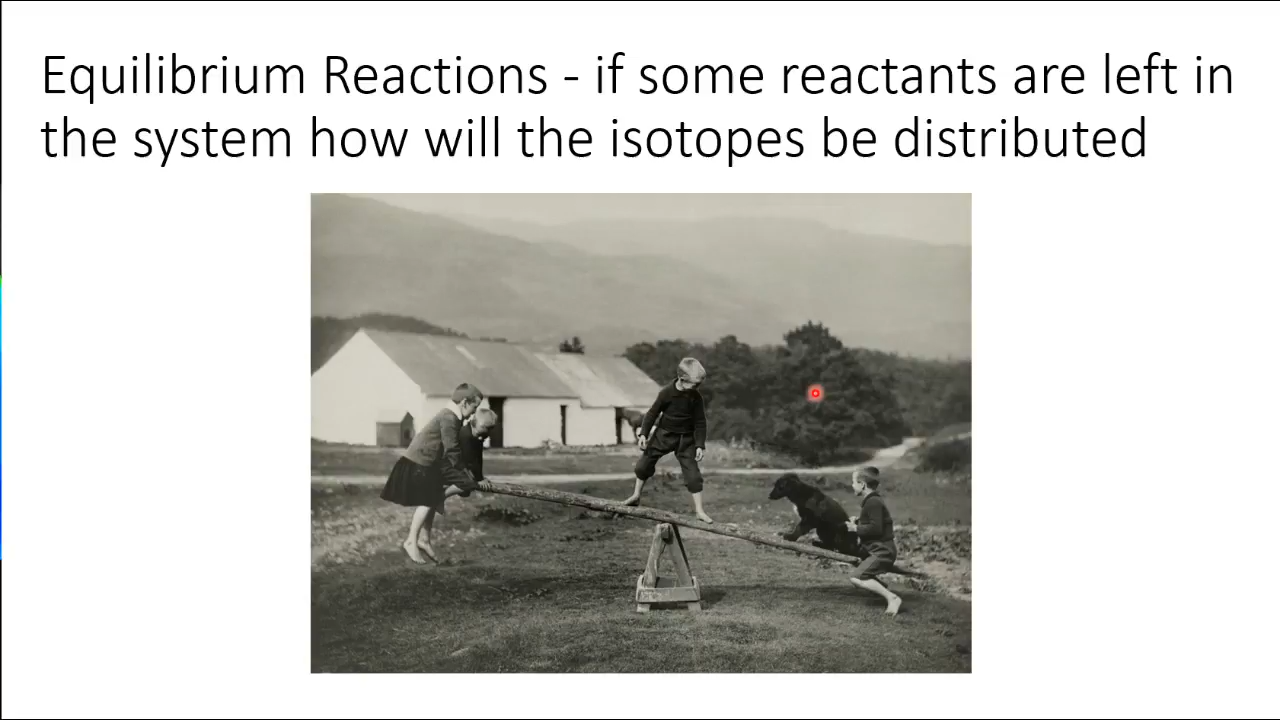 Equilibrium Reactions - if some reactants are left in
the system how will the isotopes be distributed